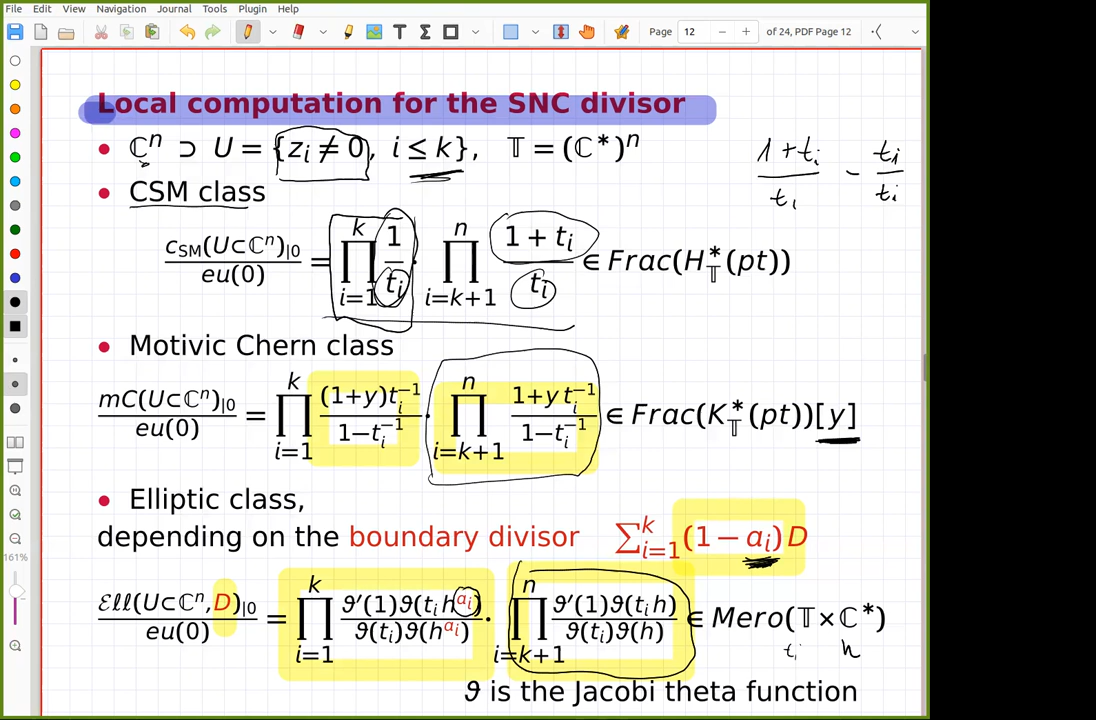 File Edit View Navigation Journal Tools Plugin Help
Page 12 of 24, PDF Page 12
161%
Local computation for the SNC divisor
• ℂⁿ ⊃ U = {zᵢ ≠ 0, i ≤ k}, 𝕋 = (ℂ*)ⁿ
(1 + tᵢ)/tᵢ − tᵢ/tᵢ
• CSM class
c_SM(U⊂ℂⁿ)|₀ / eu(0) = ∏_{i=1}^{k} 1/tᵢ · ∏_{i=k+1}^{n} (1 + tᵢ)/tᵢ ∈ Frac(H*_𝕋(pt))
• Motivic Chern class
mC(U⊂ℂⁿ)|₀ / eu(0) = ∏_{i=1}^{k} (1+y)tᵢ⁻¹/(1−tᵢ⁻¹) · ∏_{i=k+1}^{n} (1+y tᵢ⁻¹)/(1−tᵢ⁻¹) ∈ Frac(K*_𝕋(pt))[y]
• Elliptic class,
depending on the boundary divisor ∑_{i=1}^{k}(1 − aᵢ)D
ℰℓℓ(U⊂ℂⁿ,D)|₀ / eu(0) = ∏_{i=1}^{k} ϑ′(1)ϑ(tᵢh^{aᵢ})/(ϑ(tᵢ)ϑ(h^{aᵢ})) · ∏_{i=k+1}^{n} ϑ′(1)ϑ(tᵢh)/(ϑ(tᵢ)ϑ(h)) ∈ Mero(𝕋×ℂ*)
tᵢ h
ϑ is the Jacobi theta function